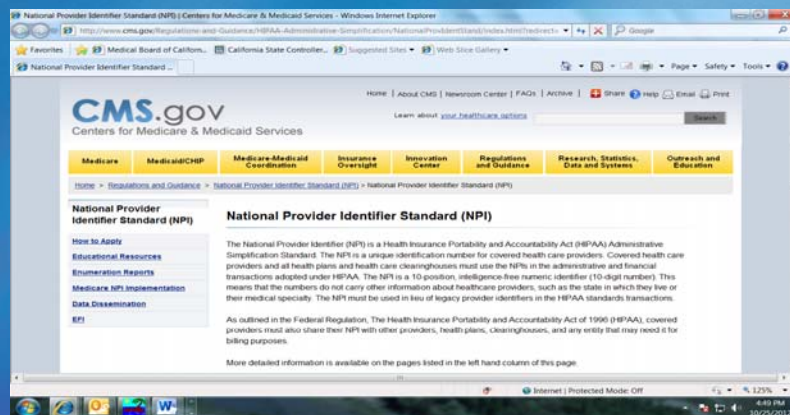 National Provider Identifier Standard (NPI) | Centers for Medicare & Medicaid Services - Windows Internet Explorer
Google
Favorites Medical Board of Californ... California State Controller... Suggested Sites Web Slice Gallery
National Provider Identifier Standard ... Page Safety Tools
Home | About CMS | Newsroom Center | FAQs | Archive | Share Help Email Print
CMS.gov
Centers for Medicare & Medicaid Services
Learn about your healthcare options
Search
Medicare Medicaid/CHIP Medicare-Medicaid Coordination Insurance Oversight Innovation Center Regulations and Guidance Research, Statistics, Data and Systems Outreach and Education
Home > Regulations and Guidance > National Provider Identifier Standard (NPI) > National Provider Identifier Standard (NPI)
National Provider
Identifier Standard (NPI)
How to Apply
Educational Resources
Enumeration Reports
Medicare NPI Implementation
Data Dissemination
EFI
National Provider Identifier Standard (NPI)
The National Provider Identifier (NPI) is a Health Insurance Portability and Accountability Act (HIPAA) Administrative
Simplification Standard. The NPI is a unique identification number for covered health care providers. Covered health care
providers and all health plans and health care clearinghouses must use the NPIs in the administrative and financial
transactions adopted under HIPAA. The NPI is a 10-position, intelligence-free numeric identifier (10-digit number). This
means that the numbers do not carry other information about healthcare providers, such as the state in which they live or
their medical specialty. The NPI must be used in lieu of legacy provider identifiers in the HIPAA standards transactions.
As outlined in the Federal Regulation, The Health Insurance Portability and Accountability Act of 1996 (HIPAA), covered
providers must also share their NPI with other providers, health plans, clearinghouses, and any entity that may need it for
billing purposes.
More detailed information is available on the pages listed in the left hand column of this page.
Internet | Protected Mode: Off 125%
4:49 PM